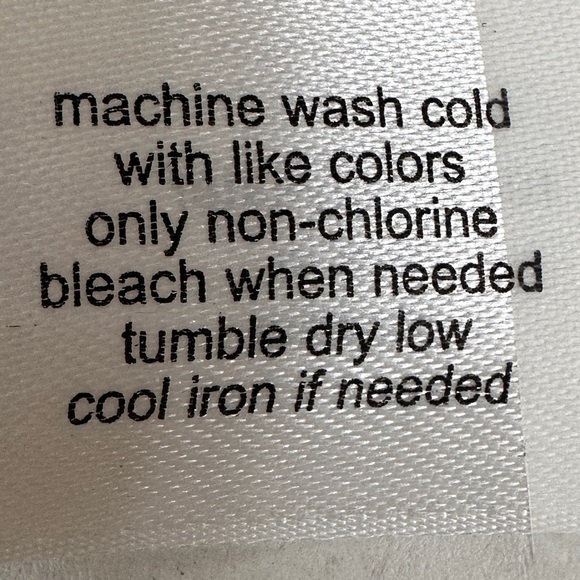 machine wash cold
with like colors
only non-chlorine
bleach when needed
tumble dry low
cool iron if needed